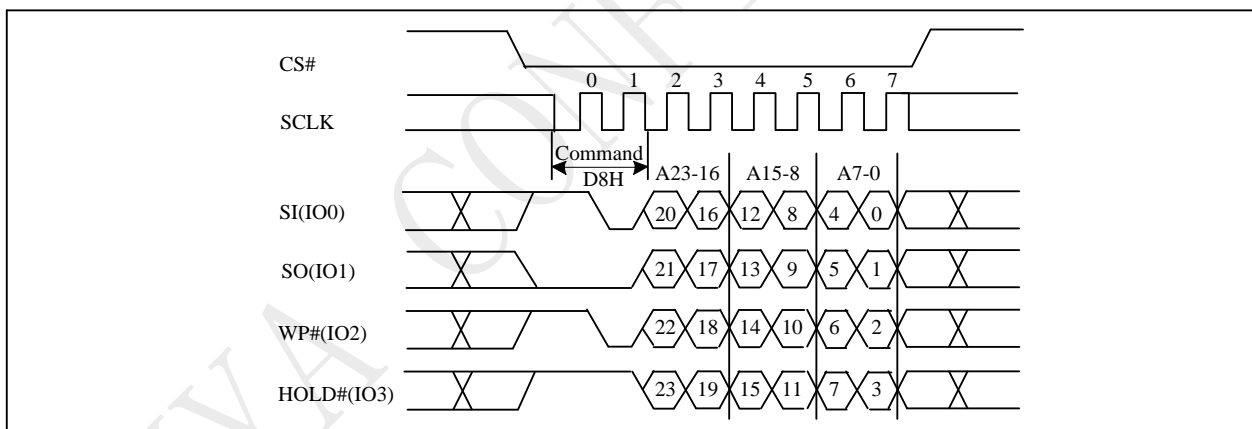 CS#
0 1 2 3 4 5 6 7
SCLK
Command
D8H
A23-16 A15-8 A7-0
SI(IO0) 20 16 12 8 4 0
SO(IO1) 21 17 13 9 5 1
WP#(IO2) 22 18 14 10 6 2
HOLD#(IO3) 23 19 15 11 7 3